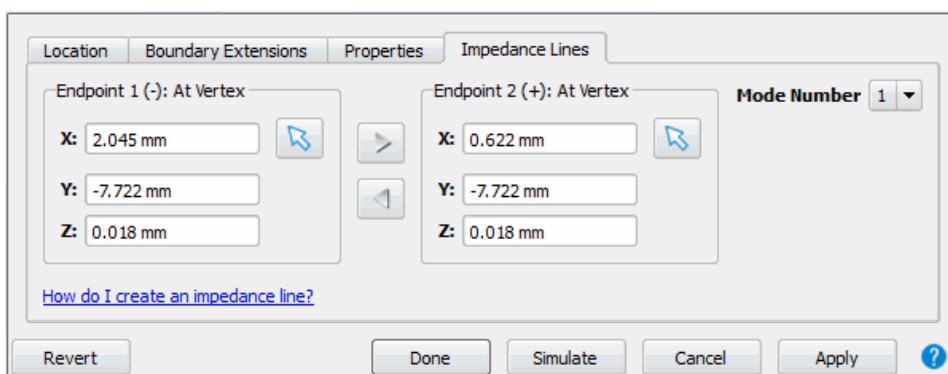 Location Boundary Extensions Properties Impedance Lines
Endpoint 1 (-): At Vertex Endpoint 2 (+): At Vertex Mode Number 1
X: 2.045 mm X: 0.622 mm
Y: -7.722 mm Y: -7.722 mm
Z: 0.018 mm Z: 0.018 mm
How do I create an impedance line?
Revert Done Simulate Cancel Apply ?